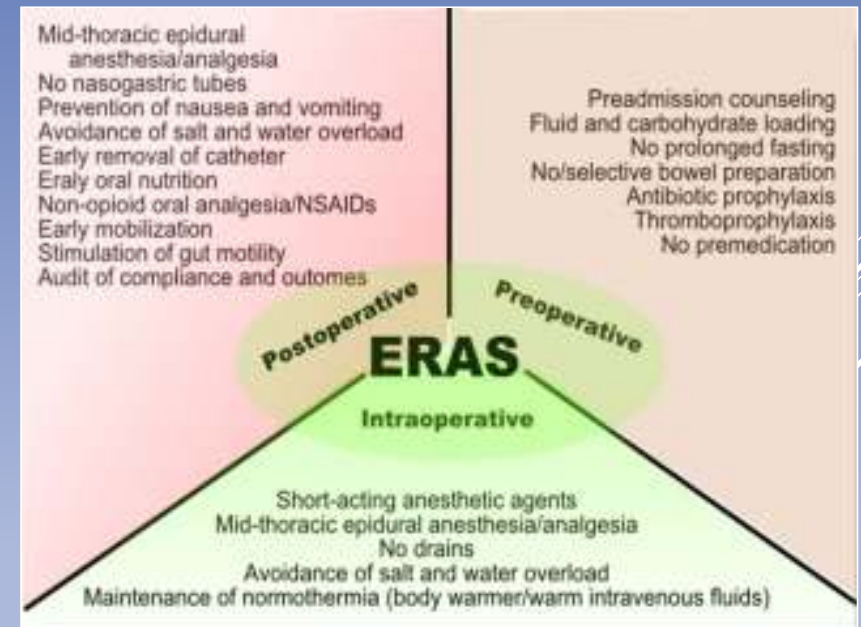 Mid-thoracic epidural
anesthesia/analgesia
No nasogastric tubes
Prevention of nausea and vomiting
Avoidance of salt and water overload
Early removal of catheter
Eraly oral nutrition
Non-opioid oral analgesia/NSAIDs
Early mobilization
Stimulation of gut motility
Audit of compliance and outomes
Preadmission counseling
Fluid and carbohydrate loading
No prolonged fasting
No/selective bowel preparation
Antibiotic prophylaxis
Thromboprophylaxis
No premedication
Postoperative
Preoperative
ERAS
Intraoperative
Short-acting anesthetic agents
Mid-thoracic epidural anesthesia/analgesia
No drains
Avoidance of salt and water overload
Maintenance of normothermia (body warmer/warm intravenous fluids)